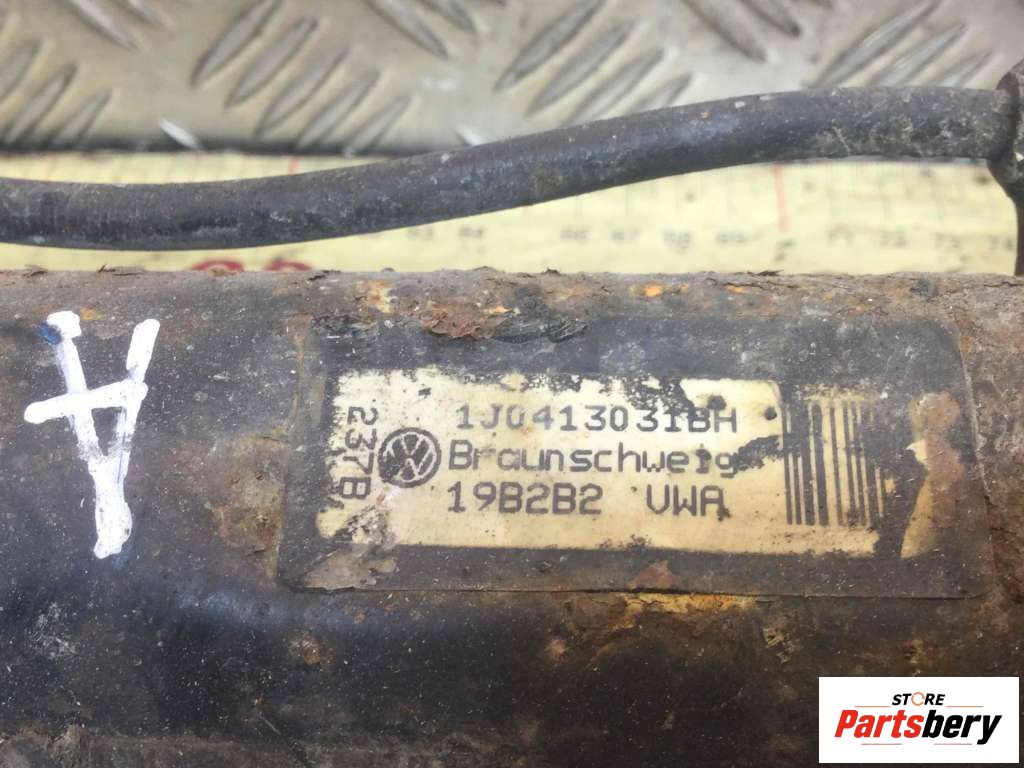 1J0413031BH
Braunschweig
19B2B2 VWA
237B
A
STORE
Partsbery